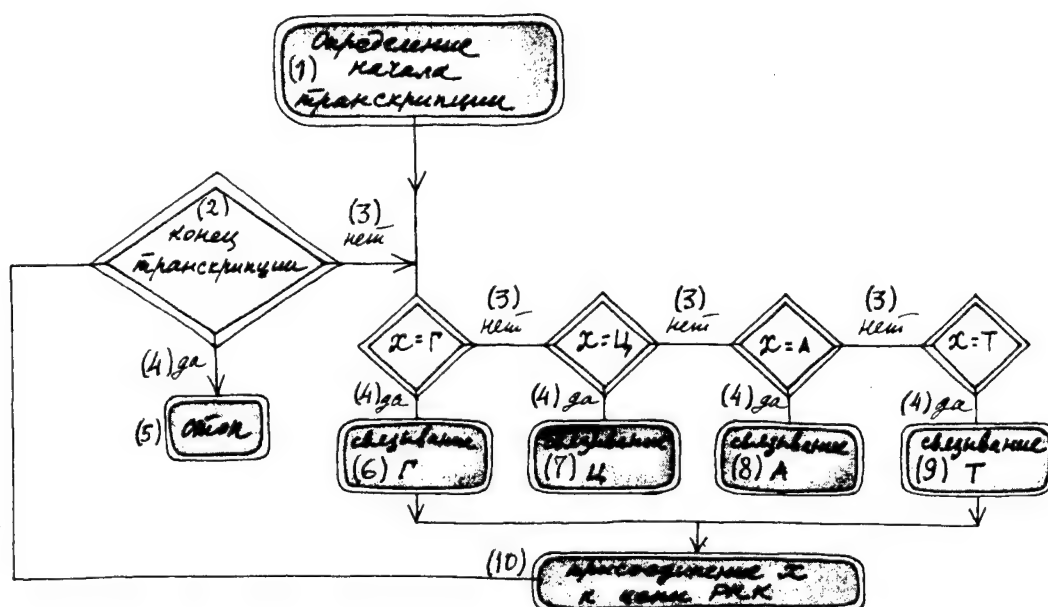 Определение
(1) начала
транскрипции
(2)
конец
транскрипции
(3)
нет
(4) да
(5) стоп
x=Г
(3)
нет
x=Ц
(3)
нет
x=А
(3)
нет
x=Т
(4) да
(4) да
(4) да
(4) да
связывание
(6) Г
связывание
(7) Ц
связывание
(8) А
связывание
(9) Т
(10) присоединение x
к цепи РНК